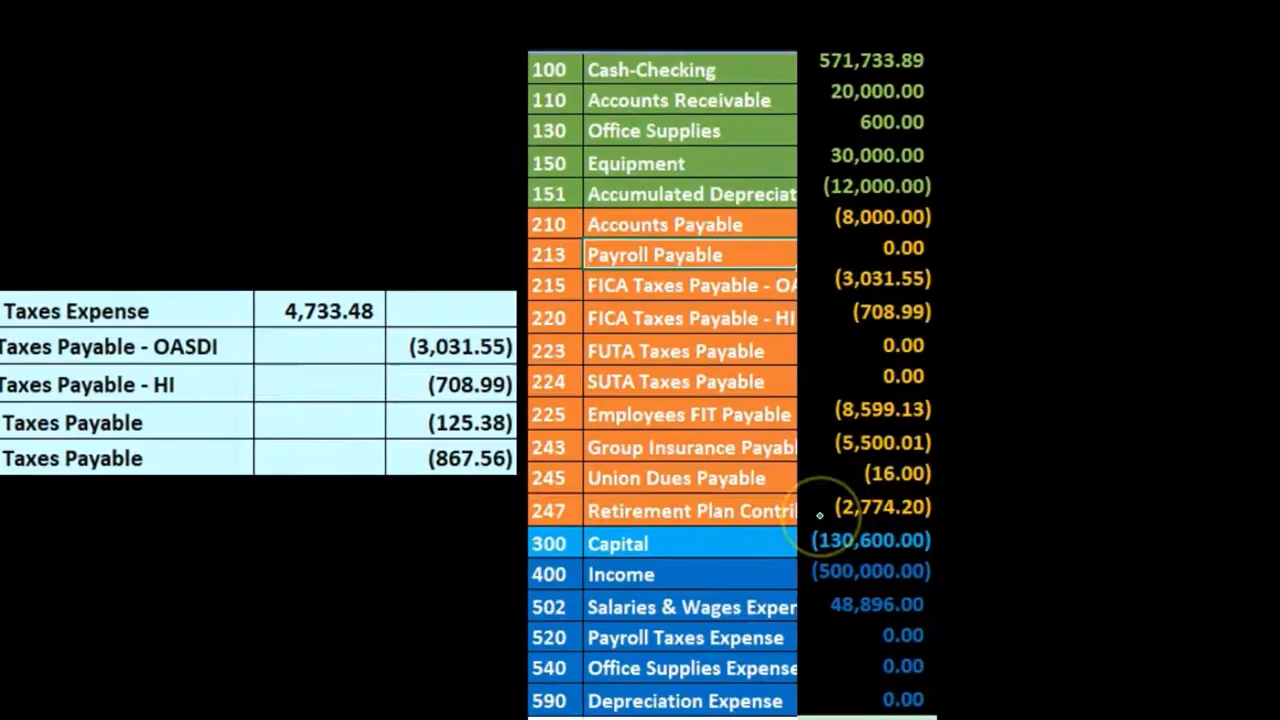 Taxes Expense 4,733.48
Taxes Payable - OASDI (3,031.55)
Taxes Payable - HI (708.99)
Taxes Payable (125.38)
Taxes Payable (867.56)
100 Cash-Checking 571,733.89
110 Accounts Receivable 20,000.00
130 Office Supplies 600.00
150 Equipment 30,000.00
151 Accumulated Depreciat (12,000.00)
210 Accounts Payable (8,000.00)
213 Payroll Payable 0.00
215 FICA Taxes Payable - OA (3,031.55)
220 FICA Taxes Payable - HI (708.99)
223 FUTA Taxes Payable 0.00
224 SUTA Taxes Payable 0.00
225 Employees FIT Payable (8,599.13)
243 Group Insurance Payabl (5,500.01)
245 Union Dues Payable (16.00)
247 Retirement Plan Contri (2,774.20)
300 Capital (130,600.00)
400 Income (500,000.00)
502 Salaries & Wages Exper 48,896.00
520 Payroll Taxes Expense 0.00
540 Office Supplies Expense 0.00
590 Depreciation Expense 0.00